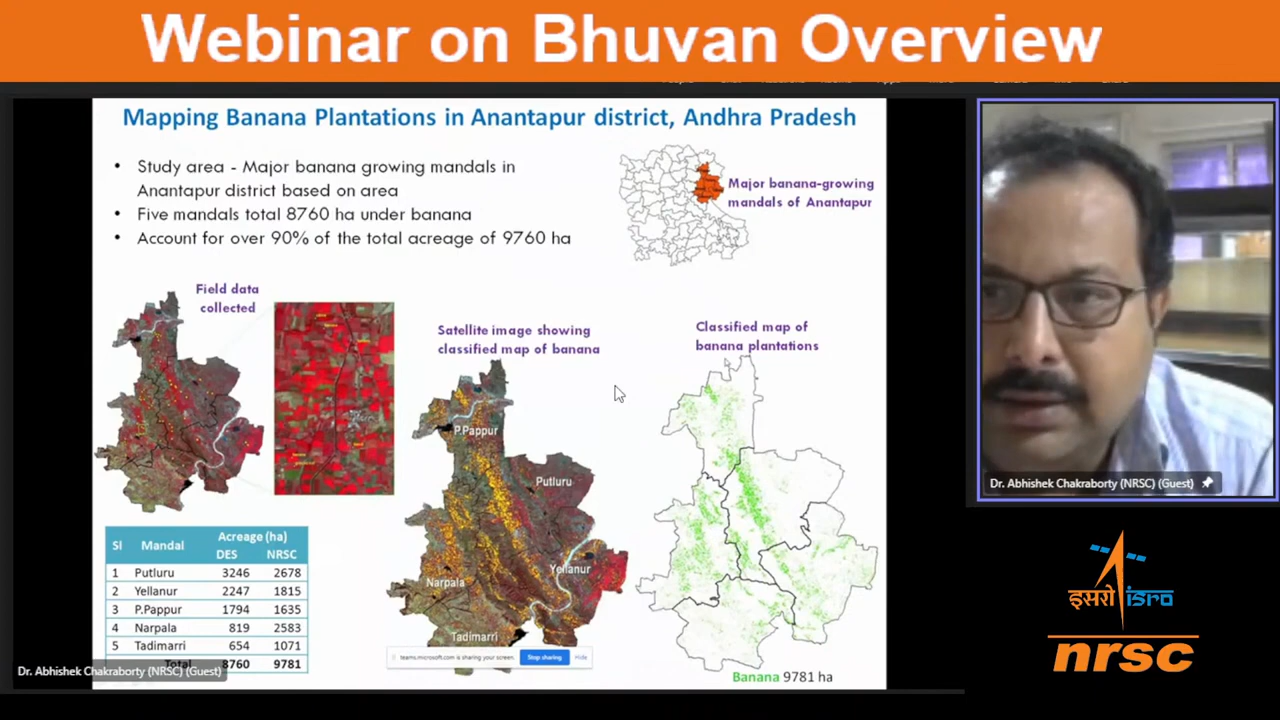 Webinar on Bhuvan Overview
Mapping Banana Plantations in Anantapur district, Andhra Pradesh
• Study area - Major banana growing mandals in
Anantapur district based on area
• Five mandals total 8760 ha under banana
• Account for over 90% of the total acreage of 9760 ha
Major banana-growing
mandals of Anantapur
Field data
collected
Satellite image showing
classified map of banana
Classified map of
banana plantations
P.Pappur
Putluru
Yellanur
Narpala
Tadimarri
Sl Mandal Acreage (ha)
DES NRSC
1 Putluru 3246 2678
2 Yellanur 2247 1815
3 P.Pappur 1794 1635
4 Narpala 819 2583
5 Tadimarri 654 1071
Total 8760 9781
teams.microsoft.com is sharing your screen. Stop sharing Hide
Banana 9781 ha
Dr. Abhishek Chakraborty (NRSC) (Guest)
Dr. Abhishek Chakraborty (NRSC) (Guest)
इसरो isro
nrsc